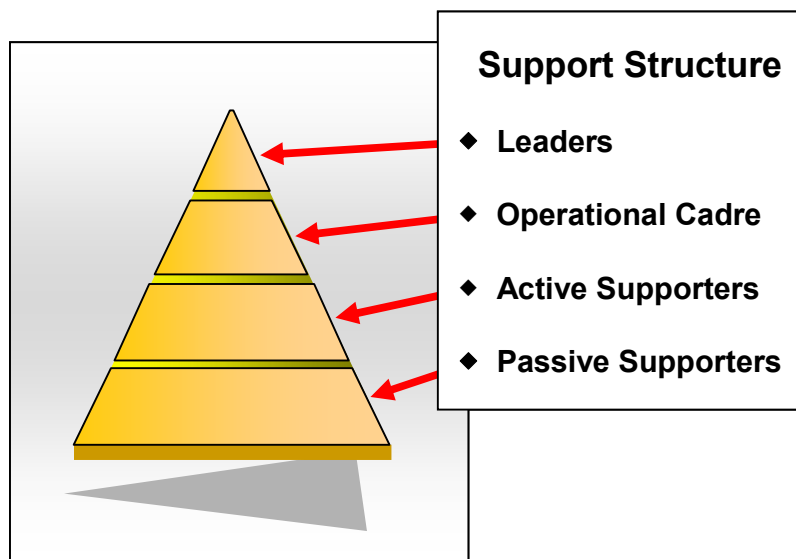 Support Structure
◆ Leaders
◆ Operational Cadre
◆ Active Supporters
◆ Passive Supporters